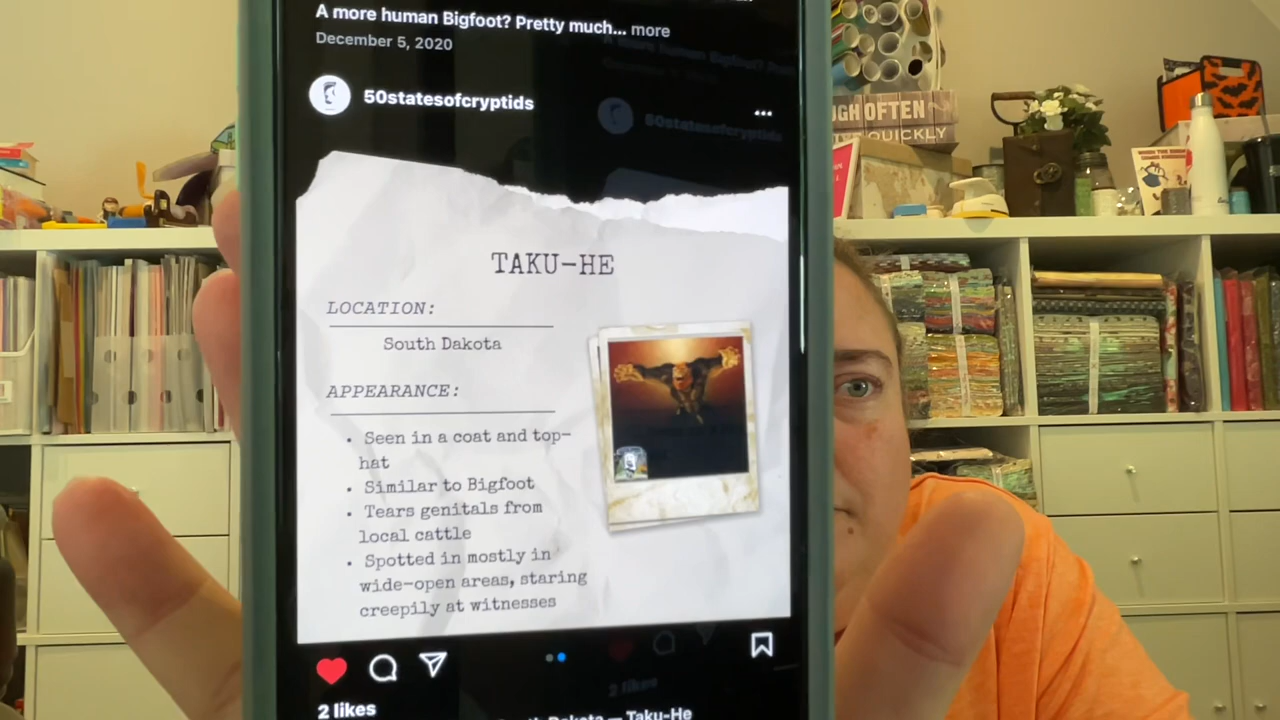 A more human Bigfoot? Pretty much... more
December 5, 2020
50statesofcryptids
TAKU-HE
LOCATION:
South Dakota
APPEARANCE:
• Seen in a coat and top-
hat
• Similar to Bigfoot
• Tears genitals from
local cattle
• Spotted in mostly in
wide-open areas, staring
creepily at witnesses
2 likes
South Dakota — Taku-He
OFTEN
QUICKLY